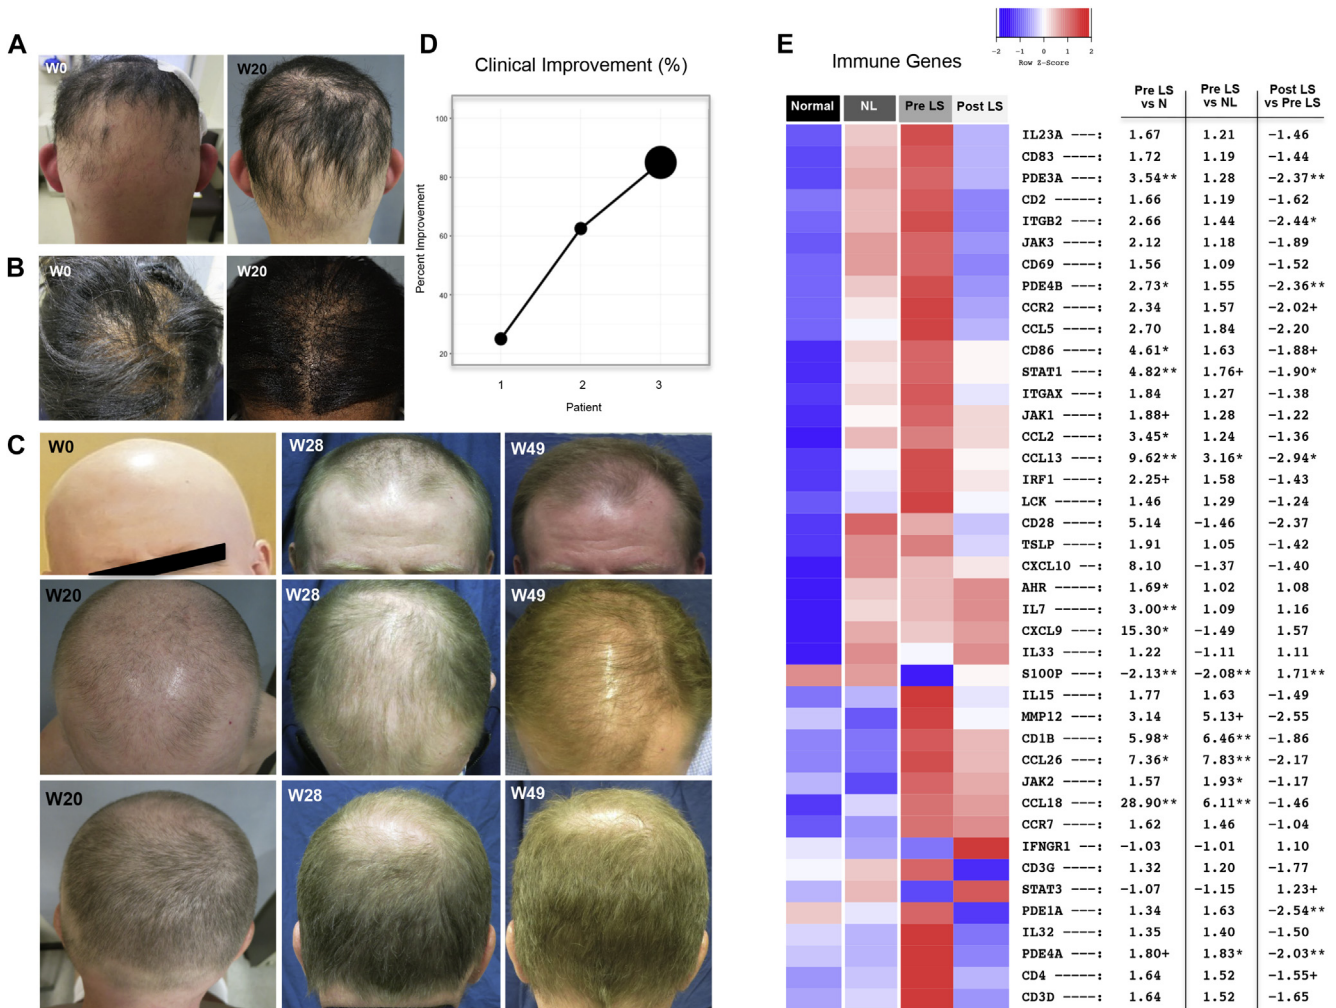 A
W0
W20
B
W0
W20
C
W0
W28
W49
W20
W28
W49
W20
W28
W49
D
Clinical Improvement (%)
Percent Improvement
100
80
60
40
20
1 2 3
Patient
E
Immune Genes
-2 -1 0 1 2
Row Z-Score
Normal NL Pre LS Post LS
Pre LS vs N
Pre LS vs NL
Post LS vs Pre LS
IL23A ---: 1.67 1.21 -1.46
CD83 ----: 1.72 1.19 -1.44
PDE3A ---: 3.54** 1.28 -2.37**
CD2 -----: 1.66 1.19 -1.62
ITGB2 ---: 2.66 1.44 -2.44*
JAK3 ----: 2.12 1.18 -1.89
CD69 ----: 1.56 1.09 -1.52
PDE4B ---: 2.73* 1.55 -2.36**
CCR2 ----: 2.34 1.57 -2.02+
CCL5 ----: 2.70 1.84 -2.20
CD86 ----: 4.61* 1.63 -1.88+
STAT1 ---: 4.82** 1.76+ -1.90*
ITGAX ---: 1.84 1.27 -1.38
JAK1 ----: 1.88+ 1.28 -1.22
CCL2 ----: 3.45* 1.24 -1.36
CCL13 ---: 9.62** 3.16* -2.94*
IRF1 ----: 2.25+ 1.58 -1.43
LCK -----: 1.46 1.29 -1.24
CD28 ----: 5.14 -1.46 -2.37
TSLP ----: 1.91 1.05 -1.42
CXCL10 --: 8.10 -1.37 -1.40
AHR -----: 1.69* 1.02 1.08
IL7 -----: 3.00** 1.09 1.16
CXCL9 ---: 15.30* -1.49 1.57
IL33 ----: 1.22 -1.11 1.11
S100P ---: -2.13** -2.08** 1.71**
IL15 ----: 1.77 1.63 -1.49
MMP12 ---: 3.14 5.13+ -2.55
CD1B ----: 5.98* 6.46** -1.86
CCL26 ---: 7.36* 7.83** -2.17
JAK2 ----: 1.57 1.93* -1.17
CCL18 ---: 28.90** 6.11** -1.46
CCR7 ----: 1.62 1.46 -1.04
IFNGR1 --: -1.03 -1.01 1.10
CD3G ----: 1.32 1.20 -1.77
STAT3 ---: -1.07 -1.15 1.23+
PDE1A ---: 1.34 1.63 -2.54**
IL32 ----: 1.35 1.40 -1.50
PDE4A ---: 1.80+ 1.83* -2.03**
CD4 -----: 1.64 1.52 -1.55+
CD3D ----: 1.64 1.52 -1.65